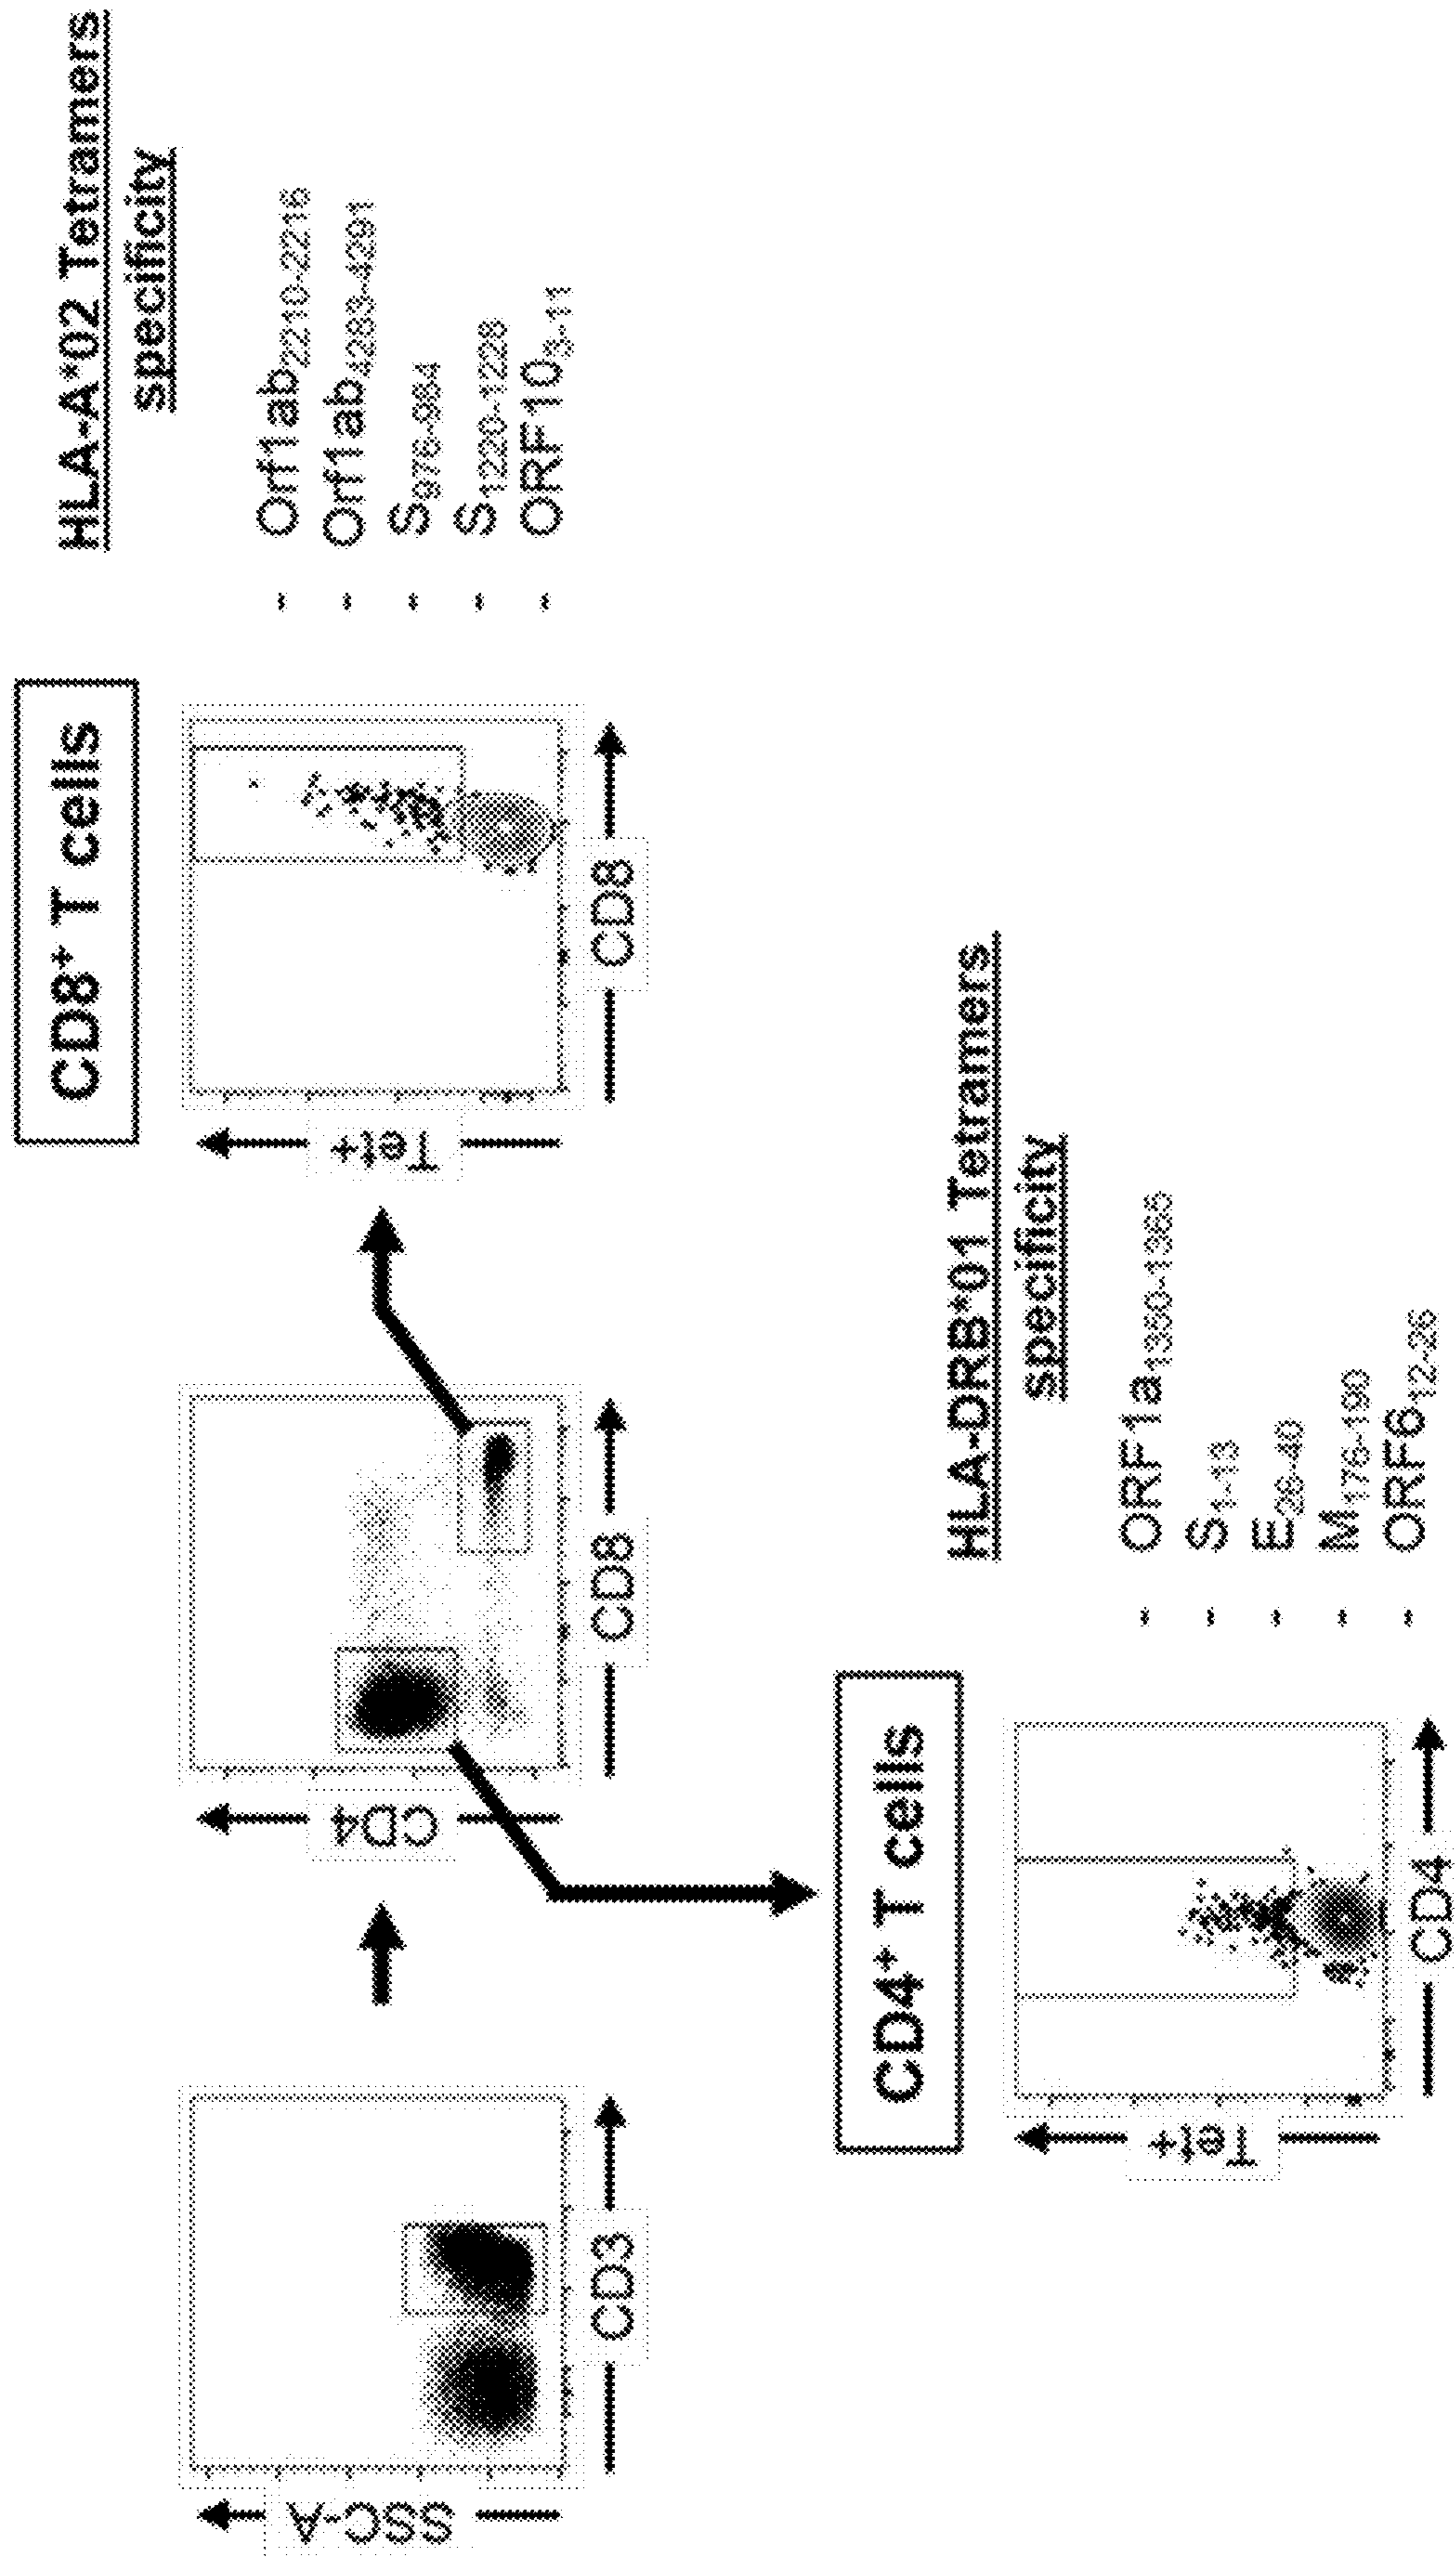 CD8⁺ T cells
HLA-A*02 Tetramers
specificity
SSC-A
CD3
CD4
CD8
Tet+
CD8
- Orf1ab2210-2216
- Orf1ab4283-4291
- S976-984
- S1220-1228
- ORF103-11
CD4⁺ T cells
HLA-DRB*01 Tetramers
specificity
Tet+
CD4
- ORF1a1350-1365
- S1-13
- E26-40
- M176-190
- ORF612-26